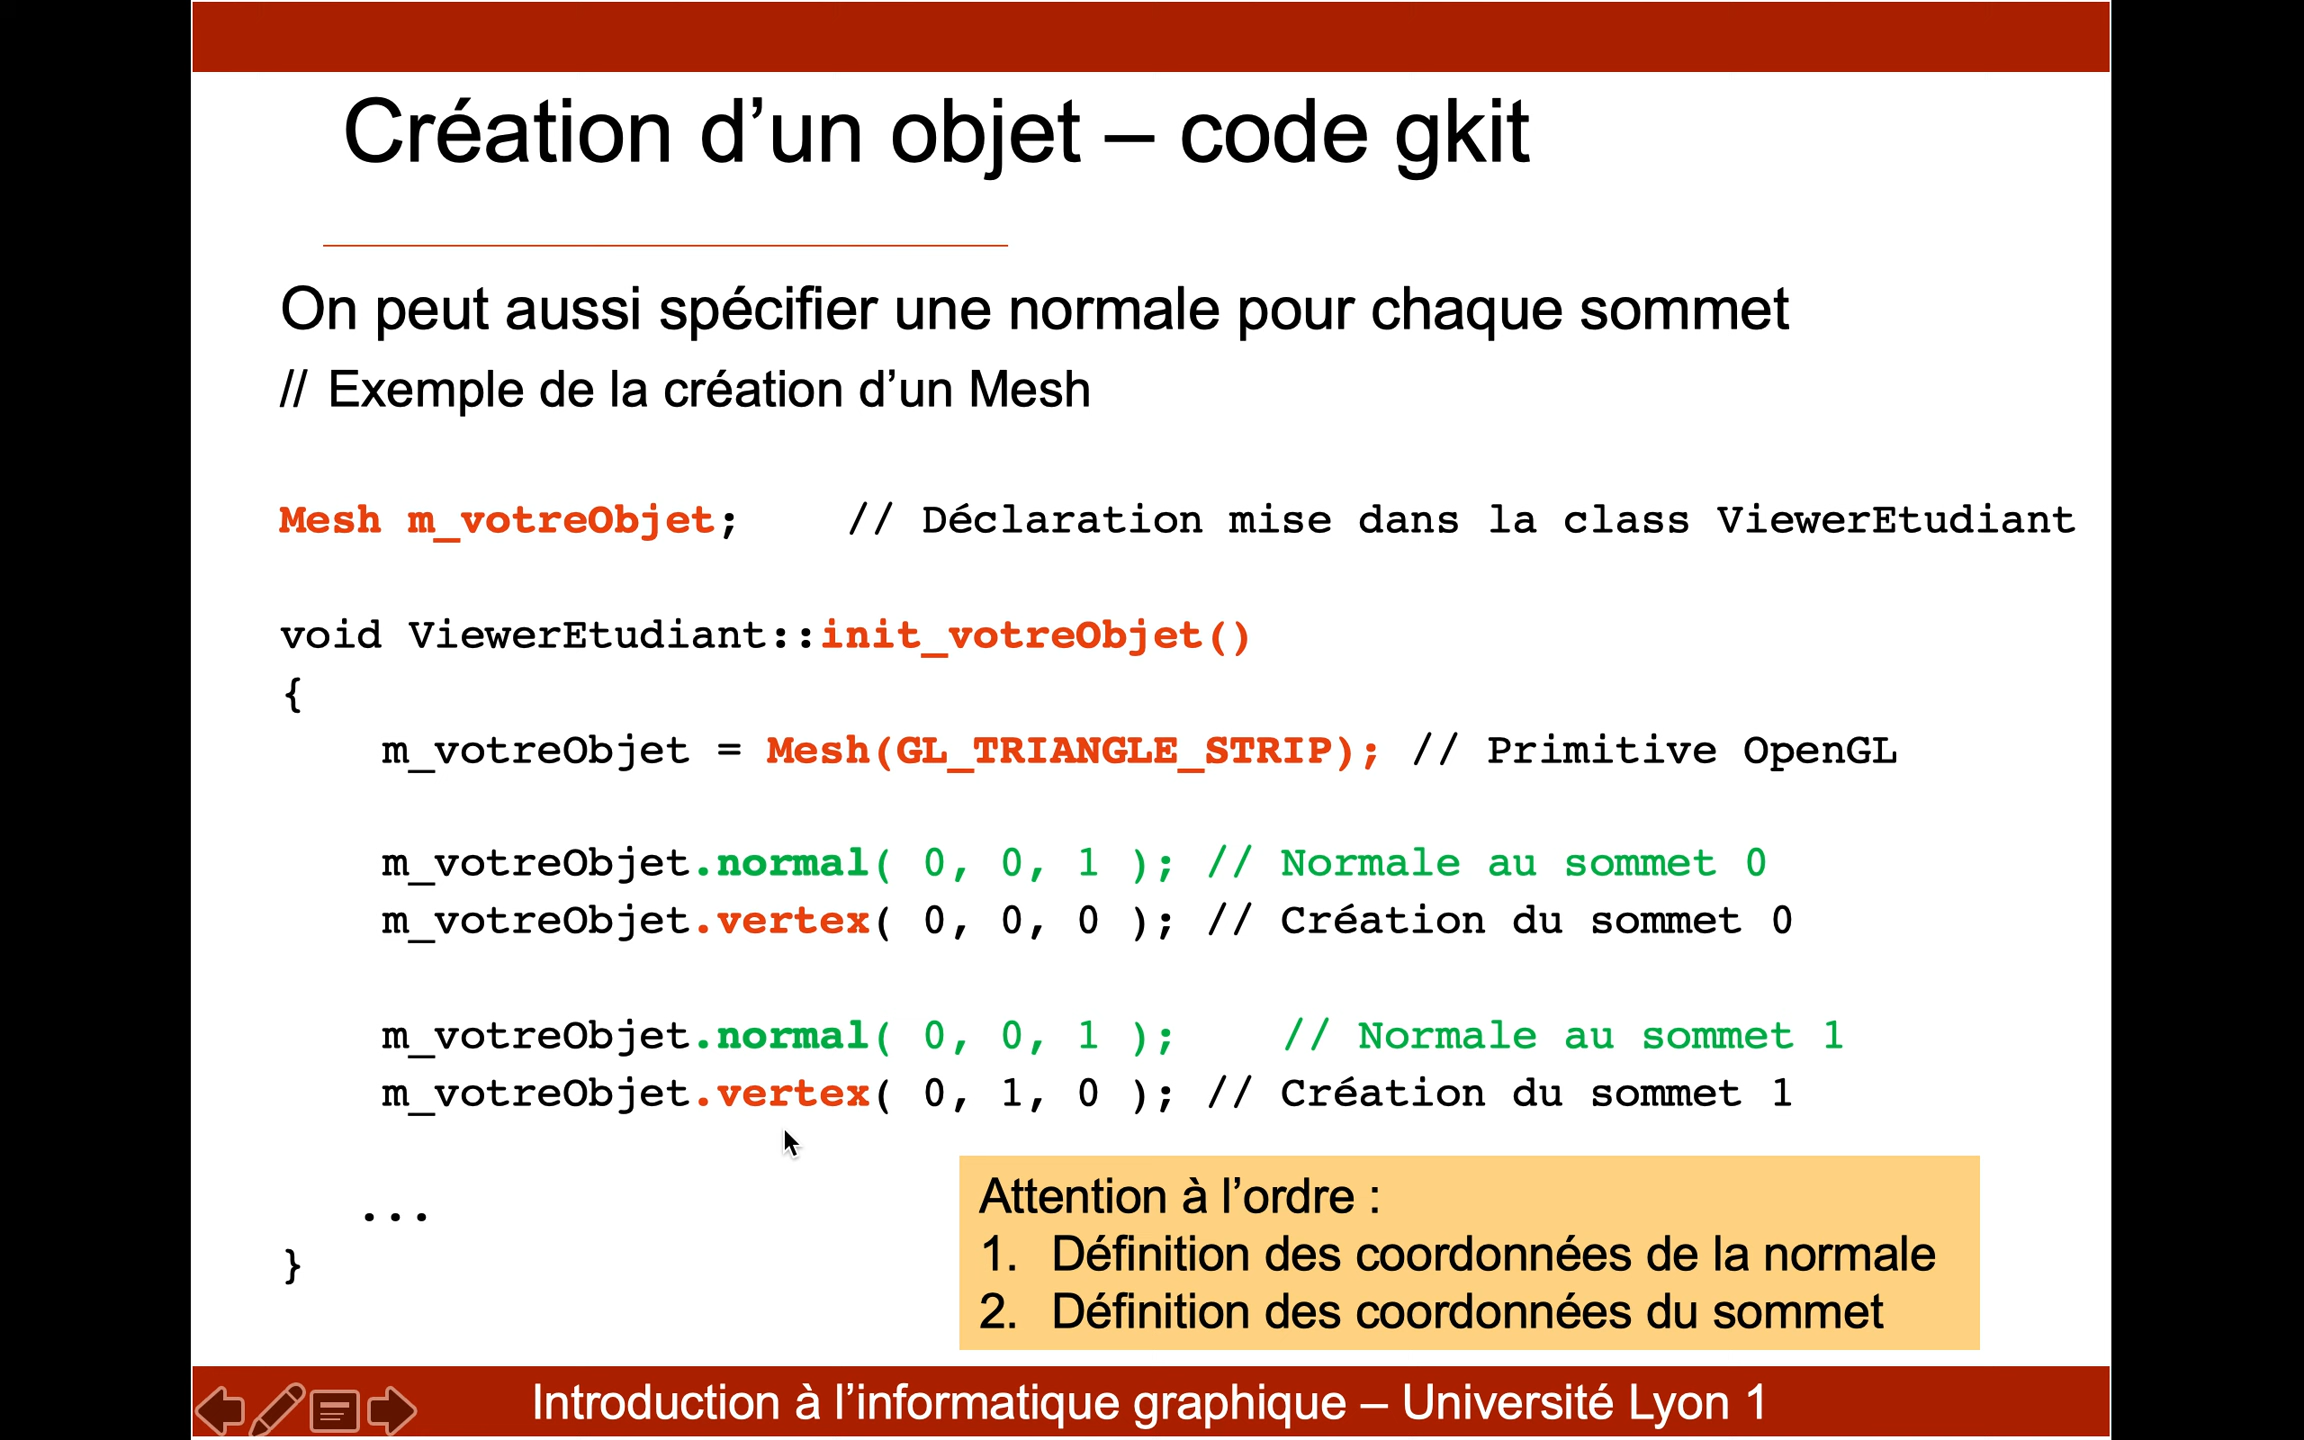 Création d’un objet – code gkit
On peut aussi spécifier une normale pour chaque sommet
// Exemple de la création d’un Mesh
Mesh m_votreObjet; // Déclaration mise dans la class ViewerEtudiant
void ViewerEtudiant::init_votreObjet()
{
m_votreObjet = Mesh(GL_TRIANGLE_STRIP); // Primitive OpenGL
m_votreObjet.normal( 0, 0, 1 ); // Normale au sommet 0
m_votreObjet.vertex( 0, 0, 0 ); // Création du sommet 0
m_votreObjet.normal( 0, 0, 1 ); // Normale au sommet 1
m_votreObjet.vertex( 0, 1, 0 ); // Création du sommet 1
...
}
Attention à l’ordre :
1. Définition des coordonnées de la normale
2. Définition des coordonnées du sommet
Introduction à l’informatique graphique – Université Lyon 1